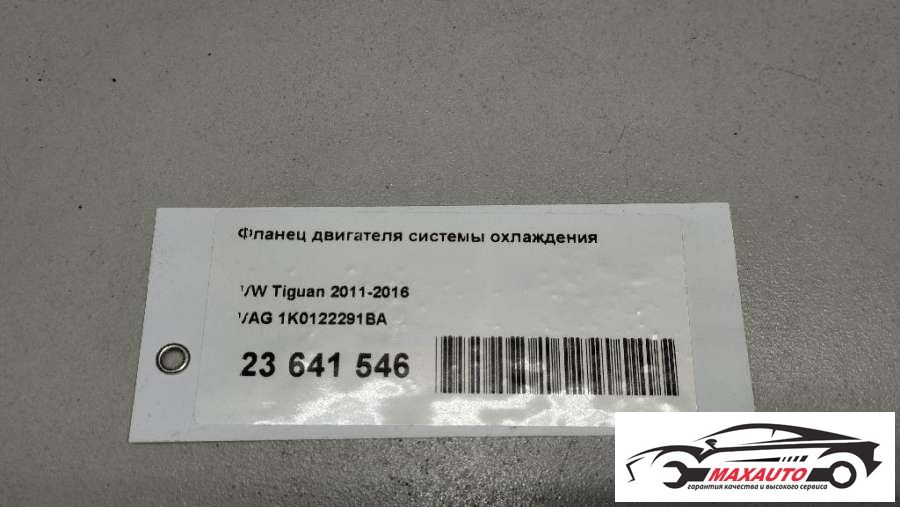 Фланец двигателя системы охлаждения
VW Tiguan 2011-2016
VAG 1K0122291BA
23 641 546
MAXAUTO
гарантия качества и высокого сервиса